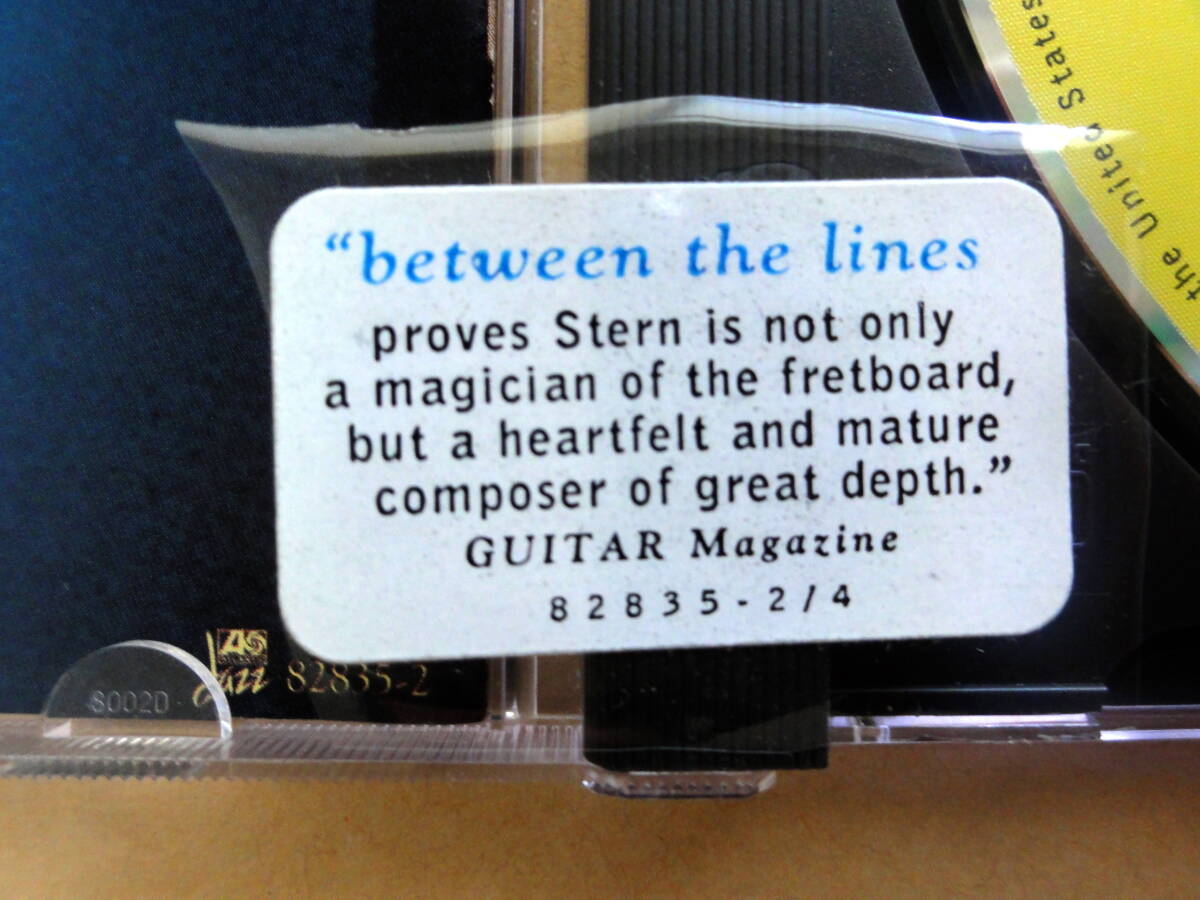 "between the lines
proves Stern is not only
a magician of the fretboard,
but a heartfelt and mature
composer of great depth."
GUITAR Magazine
82835-2/4
Jazz 82835-2
S002D
the United States